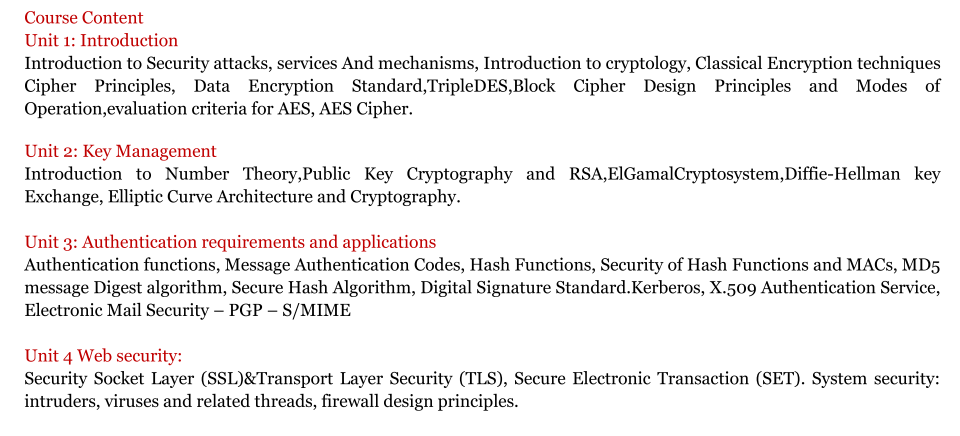 Course Content
Unit 1: Introduction
Introduction to Security attacks, services And mechanisms, Introduction to cryptology, Classical Encryption techniques
Cipher Principles, Data Encryption Standard,TripleDES,Block Cipher Design Principles and Modes of
Operation,evaluation criteria for AES, AES Cipher.
Unit 2: Key Management
Introduction to Number Theory,Public Key Cryptography and RSA,ElGamalCryptosystem,Diffie-Hellman key
Exchange, Elliptic Curve Architecture and Cryptography.
Unit 3: Authentication requirements and applications
Authentication functions, Message Authentication Codes, Hash Functions, Security of Hash Functions and MACs, MD5
message Digest algorithm, Secure Hash Algorithm, Digital Signature Standard.Kerberos, X.509 Authentication Service,
Electronic Mail Security – PGP – S/MIME
Unit 4 Web security:
Security Socket Layer (SSL)&Transport Layer Security (TLS), Secure Electronic Transaction (SET). System security:
intruders, viruses and related threads, firewall design principles.